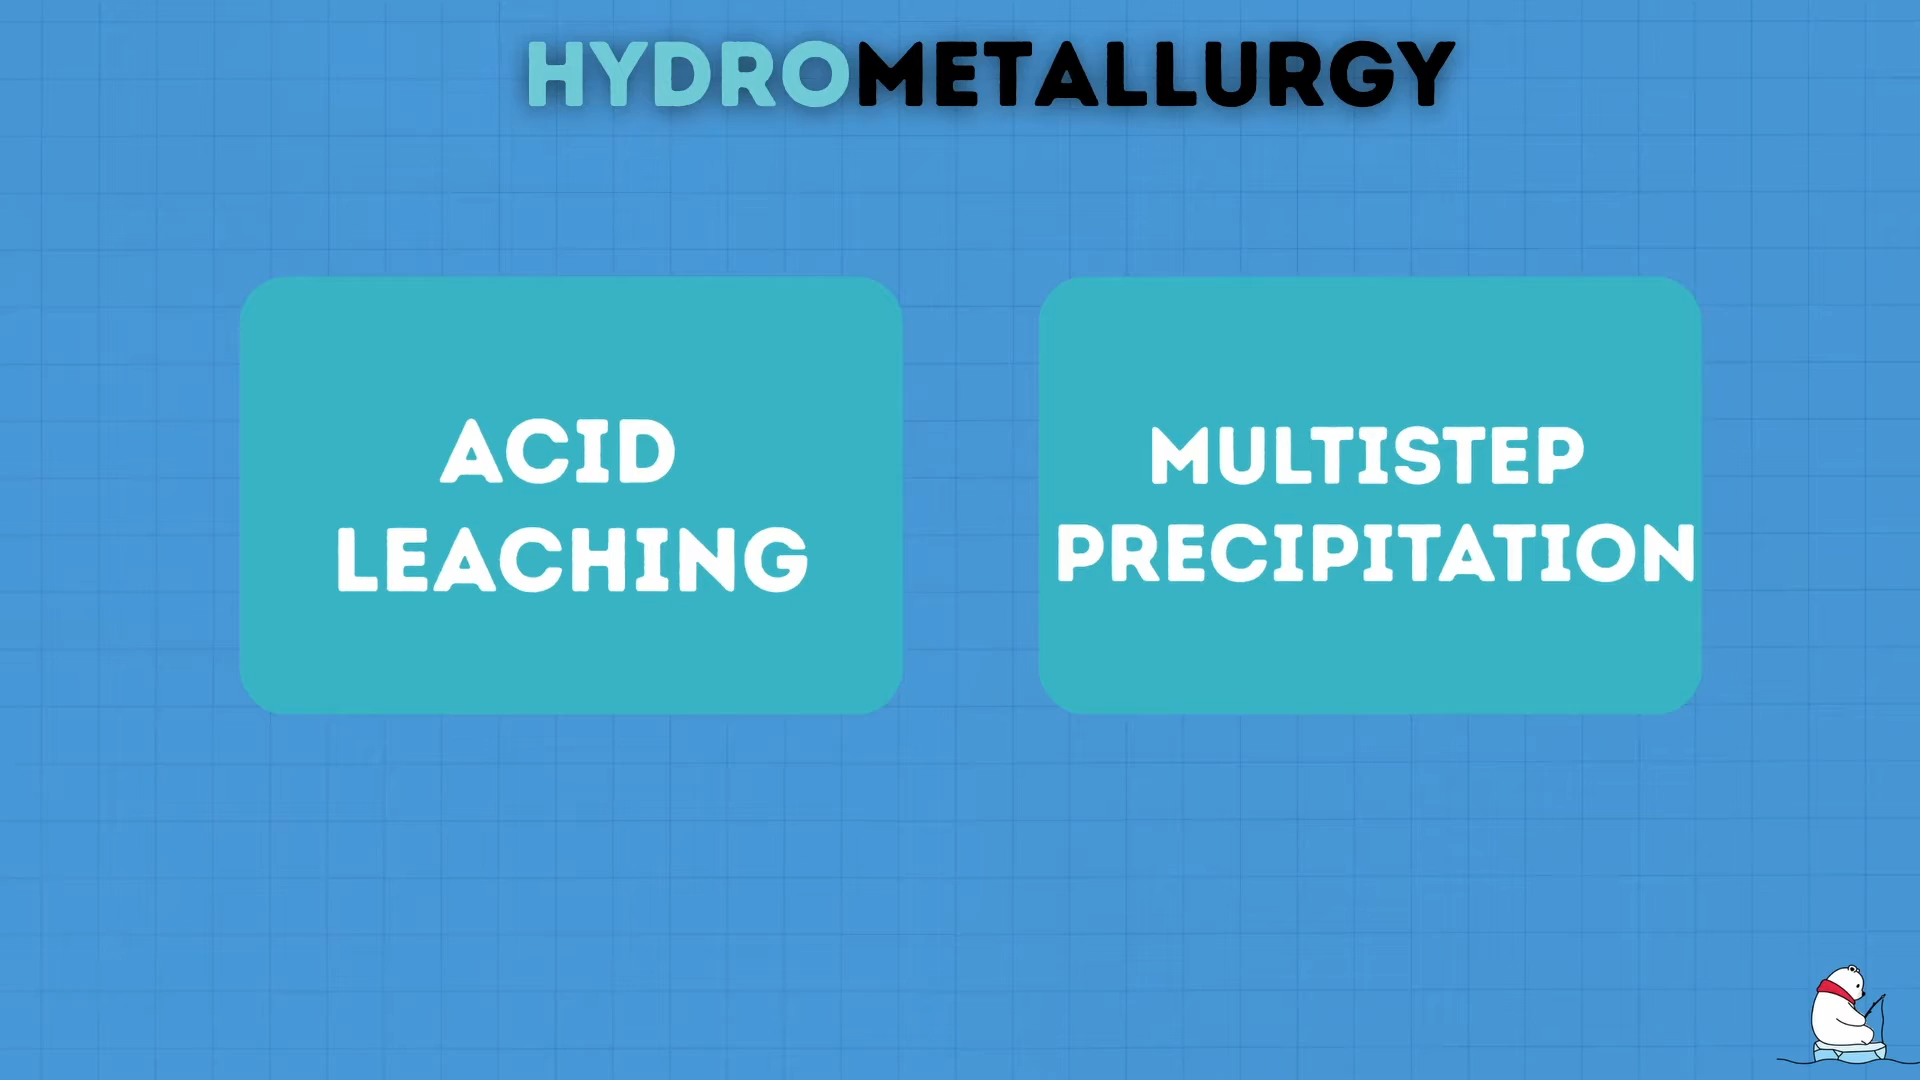 HYDROMETALLURGY
ACID
LEACHING
MULTISTEP
PRECIPITATION